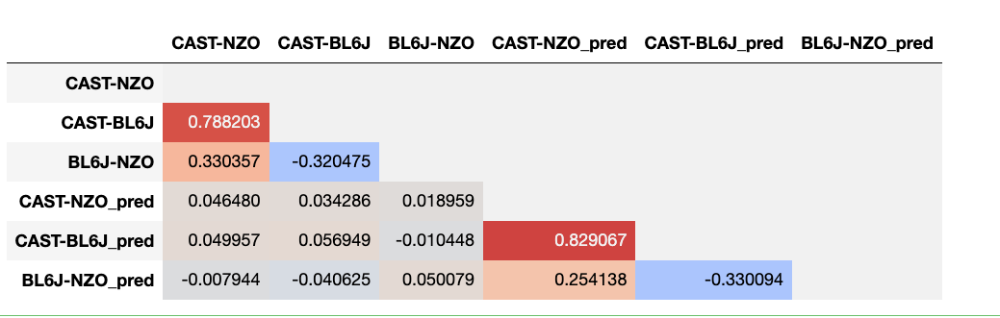 CAST-NZO CAST-BL6J BL6J-NZO CAST-NZO_pred CAST-BL6J_pred BL6J-NZO_pred
CAST-NZO
CAST-BL6J 0.788203
BL6J-NZO 0.330357 -0.320475
CAST-NZO_pred 0.046480 0.034286 0.018959
CAST-BL6J_pred 0.049957 0.056949 -0.010448 0.829067
BL6J-NZO_pred -0.007944 -0.040625 0.050079 0.254138 -0.330094